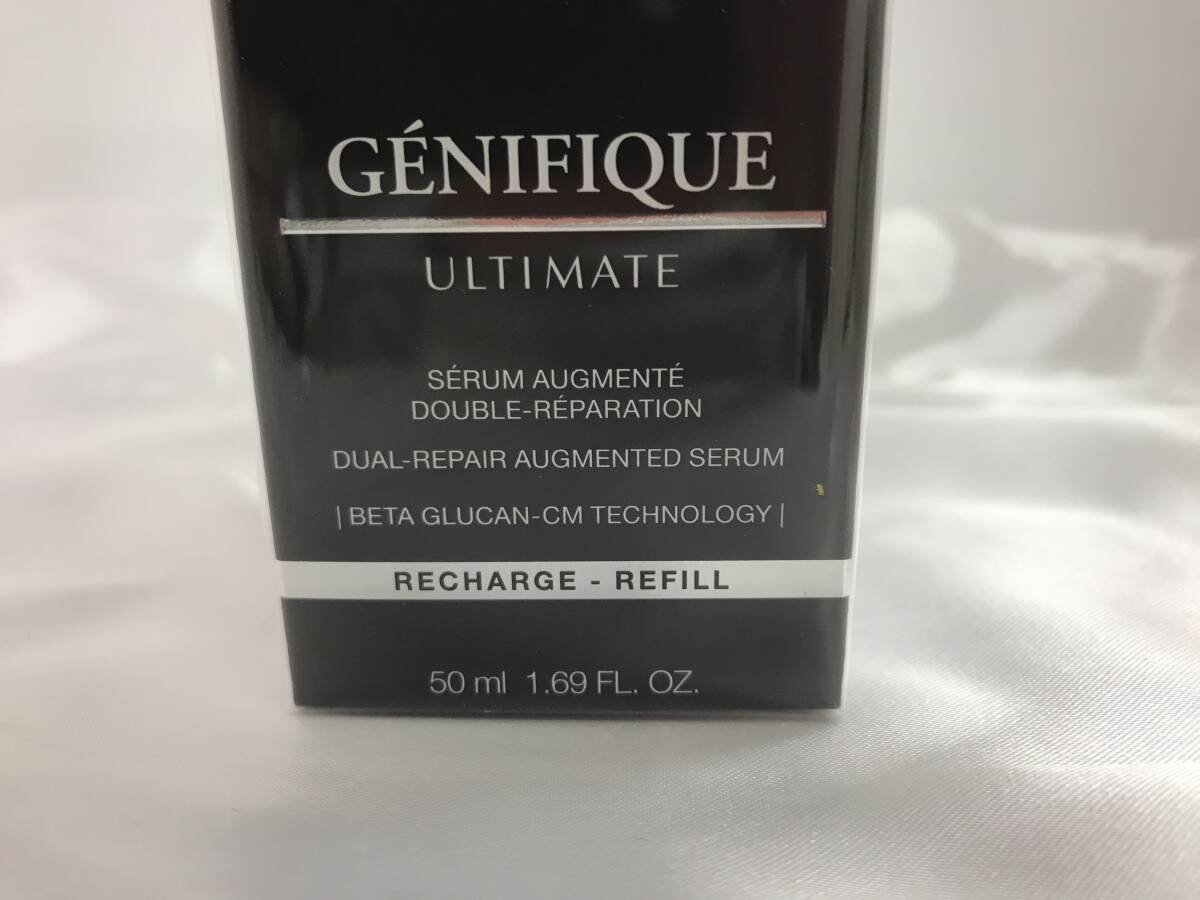 GÉNIFIQUE
ULTIMATE
SÉRUM AUGMENTÉ
DOUBLE-RÉPARATION
DUAL-REPAIR AUGMENTED SERUM
| BETA GLUCAN-CM TECHNOLOGY |
RECHARGE - REFILL
50 ml 1.69 FL. OZ.